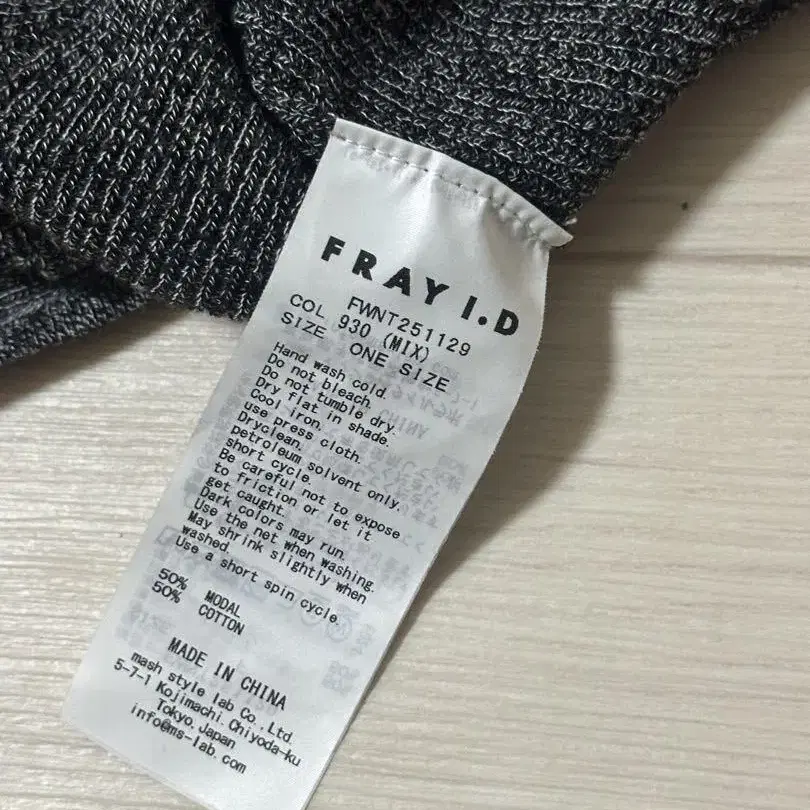 FRAY I.D
FWNT251129
COL 930 (MIX)
SIZE ONE SIZE
Hand wash cold.
Do not bleach.
Do not tumble dry.
Dry flat in shade.
Cool iron.
use press cloth.
Dryclean.
petroleum solvent only.
short cycle.
Be careful not to expose
to friction or let it
get caught.
Dark colors may run.
Use the net when washing.
May shrink slightly when
washed.
Use a short spin cycle.
50% MODAL
50% COTTON
MADE IN CHINA
mash style lab Co.,Ltd.
5-7-1 Kojimachi.Chiyoda-ku
Tokyo.Japan
info@ms-lab.com